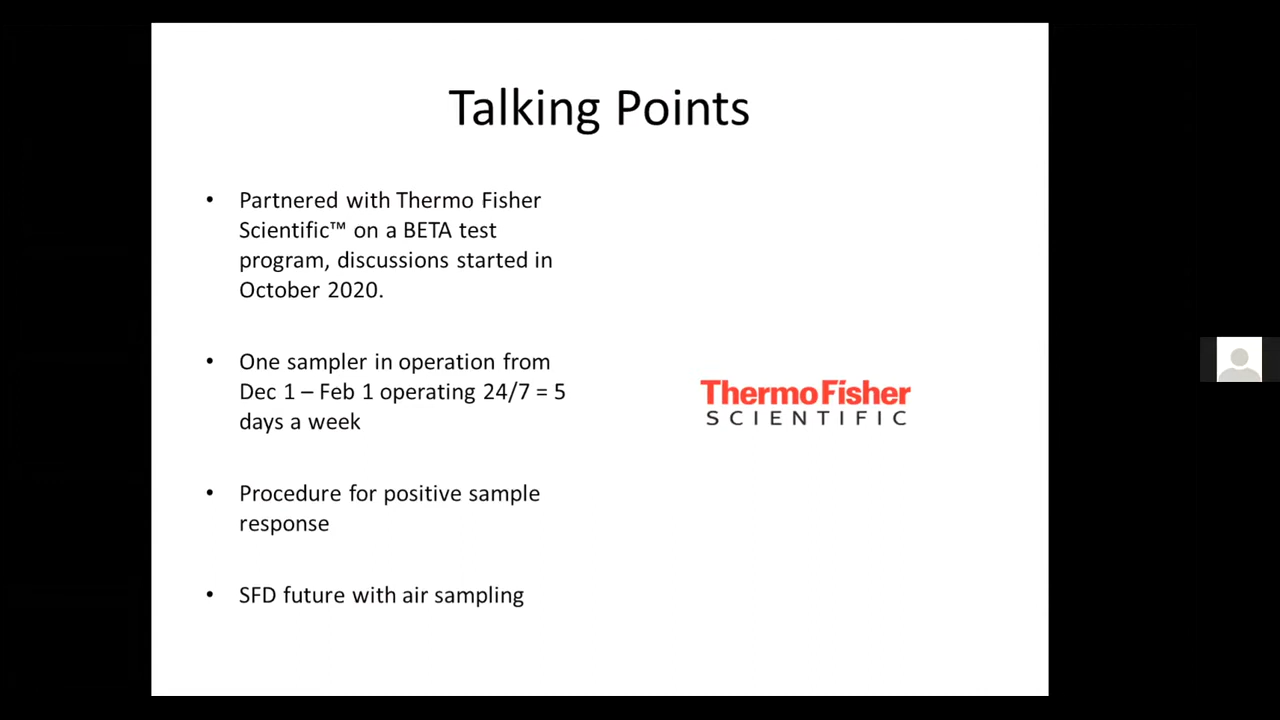 Talking Points
• Partnered with Thermo Fisher
Scientific™ on a BETA test
program, discussions started in
October 2020.
• One sampler in operation from
Dec 1 – Feb 1 operating 24/7 = 5
days a week
• Procedure for positive sample
response
• SFD future with air sampling
ThermoFisher
SCIENTIFIC